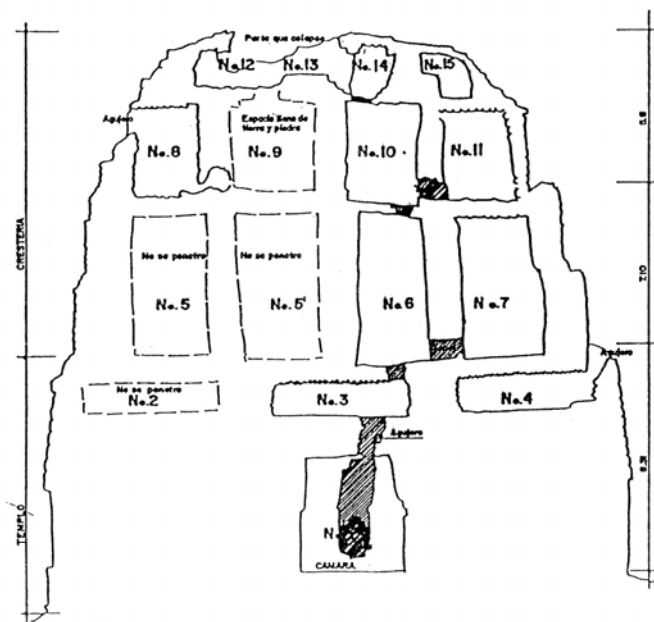 Parte que colapso
No.12
No.13
No.14
No.15
Agujero
Espacio lleno de
tierra y piedra
No.8
No.9
No.10
No.11
CRESTERIA
No se penetro
No se penetro
No.5
No.5'
No.6
No.7
7.10
Agujero
No se penetro
No.2
No.3
No.4
Agujero
TEMPLO
N.
CAMARA